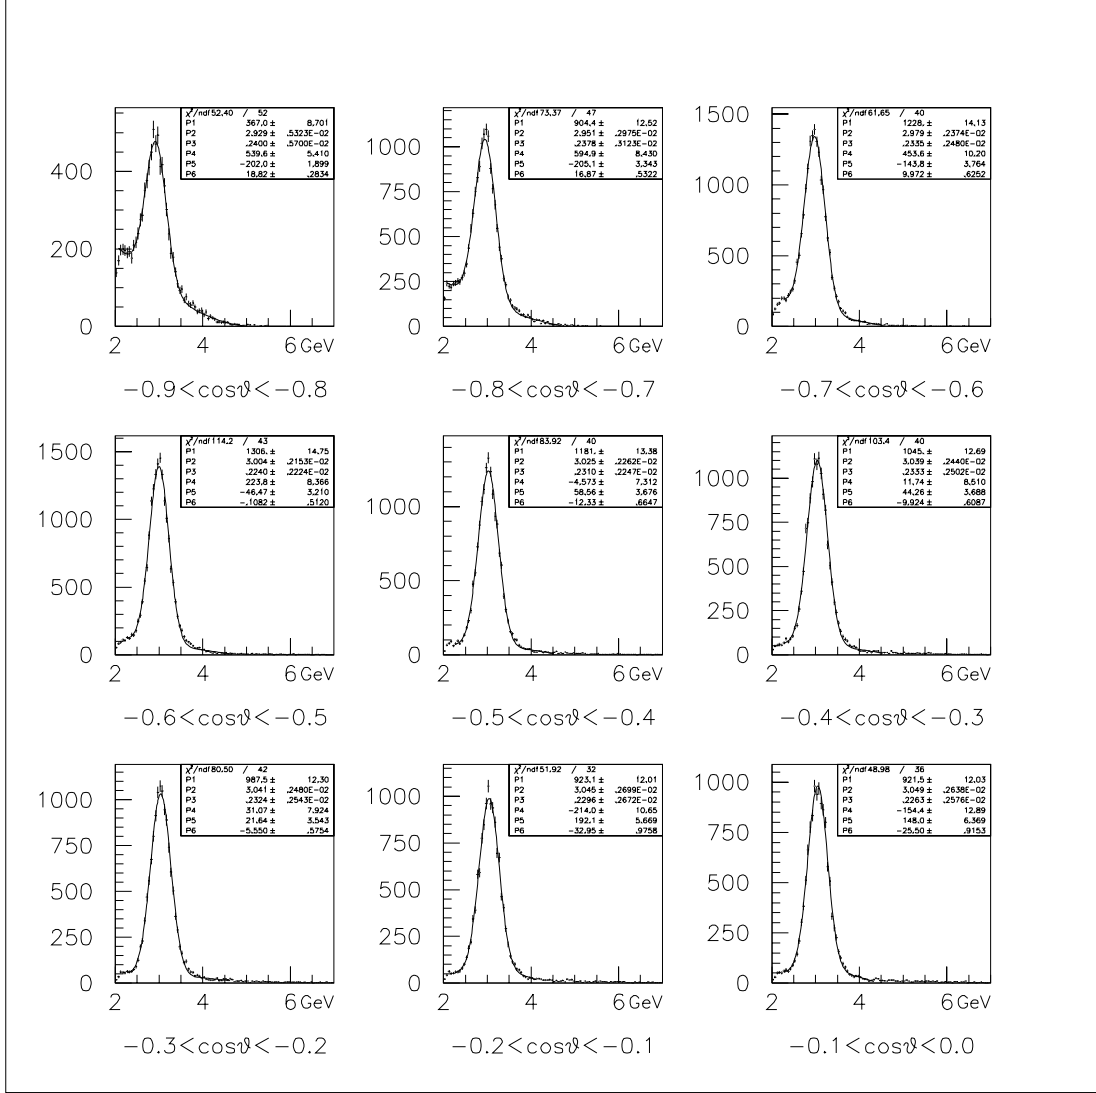 χ²/ndf 52.40 / 52
P1 367.0 ± 8.701
P2 2.929 ± .5323E-02
P3 .2400 ± .5700E-02
P4 539.6 ± 5.410
P5 -202.0 ± 1.899
P6 18.82 ± .2834
400
200
0
2 4 6 GeV
−0.9<cosϑ<−0.8
χ²/ndf 73.37 / 47
P1 904.4 ± 12.52
P2 2.951 ± .2975E-02
P3 .2378 ± .3123E-02
P4 594.9 ± 8.430
P5 -205.1 ± 3.343
P6 16.87 ± .5322
1000
750
500
250
0
2 4 6 GeV
−0.8<cosϑ<−0.7
χ²/ndf 61.65 / 40
P1 1228. ± 14.13
P2 2.979 ± .2374E-02
P3 .2335 ± .2480E-02
P4 453.6 ± 10.20
P5 -143.8 ± 3.764
P6 9.972 ± .6252
1500
1000
500
0
2 4 6 GeV
−0.7<cosϑ<−0.6
χ²/ndf 114.2 / 43
P1 1306. ± 14.75
P2 3.004 ± .2153E-02
P3 .2240 ± .2224E-02
P4 223.8 ± 8.366
P5 -46.47 ± 3.210
P6 -.1082 ± .5120
1500
1000
500
0
2 4 6 GeV
−0.6<cosϑ<−0.5
χ²/ndf 83.92 / 40
P1 1181. ± 13.38
P2 3.025 ± .2262E-02
P3 .2310 ± .2247E-02
P4 -4.573 ± 7.312
P5 58.56 ± 3.676
P6 -12.33 ± .6647
1000
500
0
2 4 6 GeV
−0.5<cosϑ<−0.4
χ²/ndf 103.4 / 40
P1 1045. ± 12.69
P2 3.039 ± .2440E-02
P3 .2333 ± .2502E-02
P4 11.74 ± 8.510
P5 44.26 ± 3.688
P6 -9.924 ± .6087
1000
750
500
250
0
2 4 6 GeV
−0.4<cosϑ<−0.3
χ²/ndf 80.50 / 42
P1 987.5 ± 12.30
P2 3.041 ± .2480E-02
P3 .2324 ± .2543E-02
P4 31.07 ± 7.924
P5 21.64 ± 3.543
P6 -5.550 ± .5754
1000
750
500
250
0
2 4 6 GeV
−0.3<cosϑ<−0.2
χ²/ndf 51.92 / 32
P1 923.1 ± 12.01
P2 3.045 ± .2699E-02
P3 .2296 ± .2672E-02
P4 -214.0 ± 10.65
P5 192.1 ± 5.669
P6 -32.95 ± .9758
1000
750
500
250
0
2 4 6 GeV
−0.2<cosϑ<−0.1
χ²/ndf 48.98 / 36
P1 921.5 ± 12.03
P2 3.049 ± .2638E-02
P3 .2263 ± .2576E-02
P4 -154.4 ± 12.89
P5 148.0 ± 6.369
P6 -25.50 ± .9153
1000
750
500
250
0
2 4 6 GeV
−0.1<cosϑ<0.0